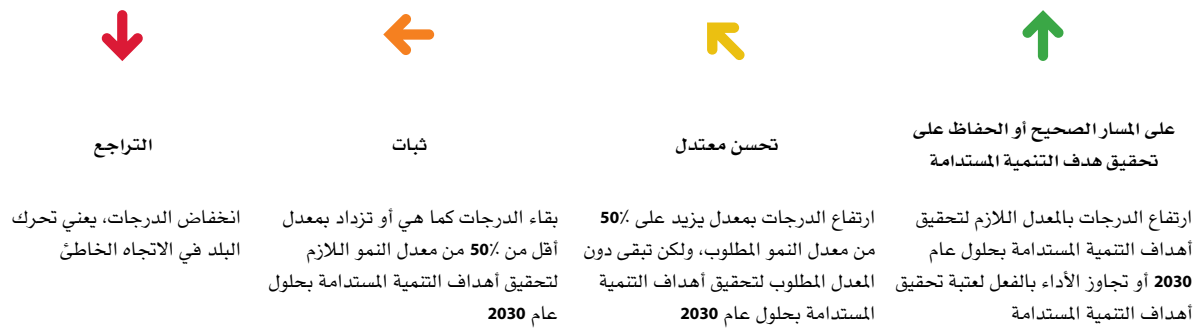 على المسار الصحيح أو الحفاظ على
تحقيق هدف التنمية المستدامة
ارتفاع الدرجات بالمعدل اللازم لتحقيق
أهداف التنمية المستدامة بحلول عام
2030 أو تجاوز الأداء بالفعل لعتبة تحقيق
أهداف التنمية المستدامة
تحسن معتدل
ارتفاع الدرجات بمعدل يزيد على 50٪
من معدل النمو المطلوب، ولكن تبقى دون
المعدل المطلوب لتحقيق أهداف التنمية
المستدامة بحلول عام 2030
ثبات
بقاء الدرجات كما هي أو تزداد بمعدل
أقل من 50٪ من معدل النمو اللازم
لتحقيق أهداف التنمية المستدامة بحلول
عام 2030
التراجع
انخفاض الدرجات، يعني تحرك
البلد في الاتجاه الخاطئ